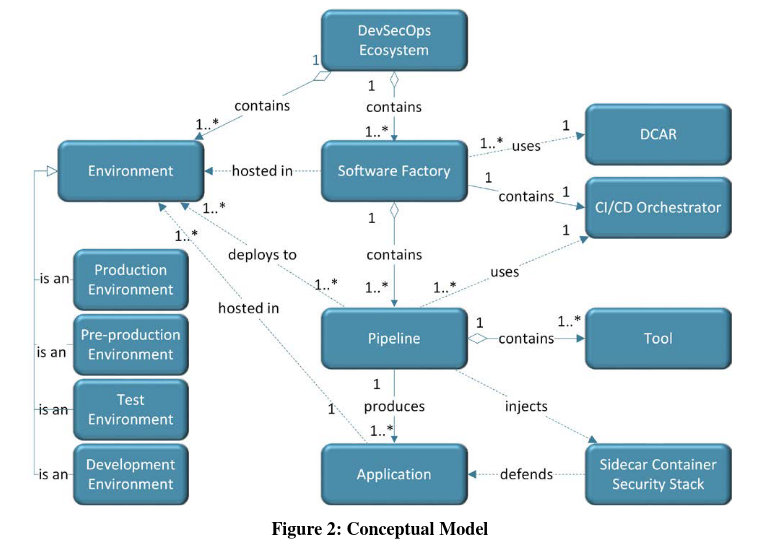 DevSecOps
Ecosystem
1
1
contains
contains
1..*
1..*
DCAR
1
1..* uses
Environment
hosted in
Software Factory
1
contains
1
CI/CD Orchestrator
1..*
1
1
1..*
deploys to
contains
uses
Production
Environment
is an
1..*
1..*
1..*
hosted in
Pre-production
Environment
is an
Pipeline
1
contains
1..*
Tool
1
produces
injects
Test
Environment
is an
1
1..*
Development
Environment
is an
Application
defends
Sidecar Container
Security Stack
Figure 2: Conceptual Model